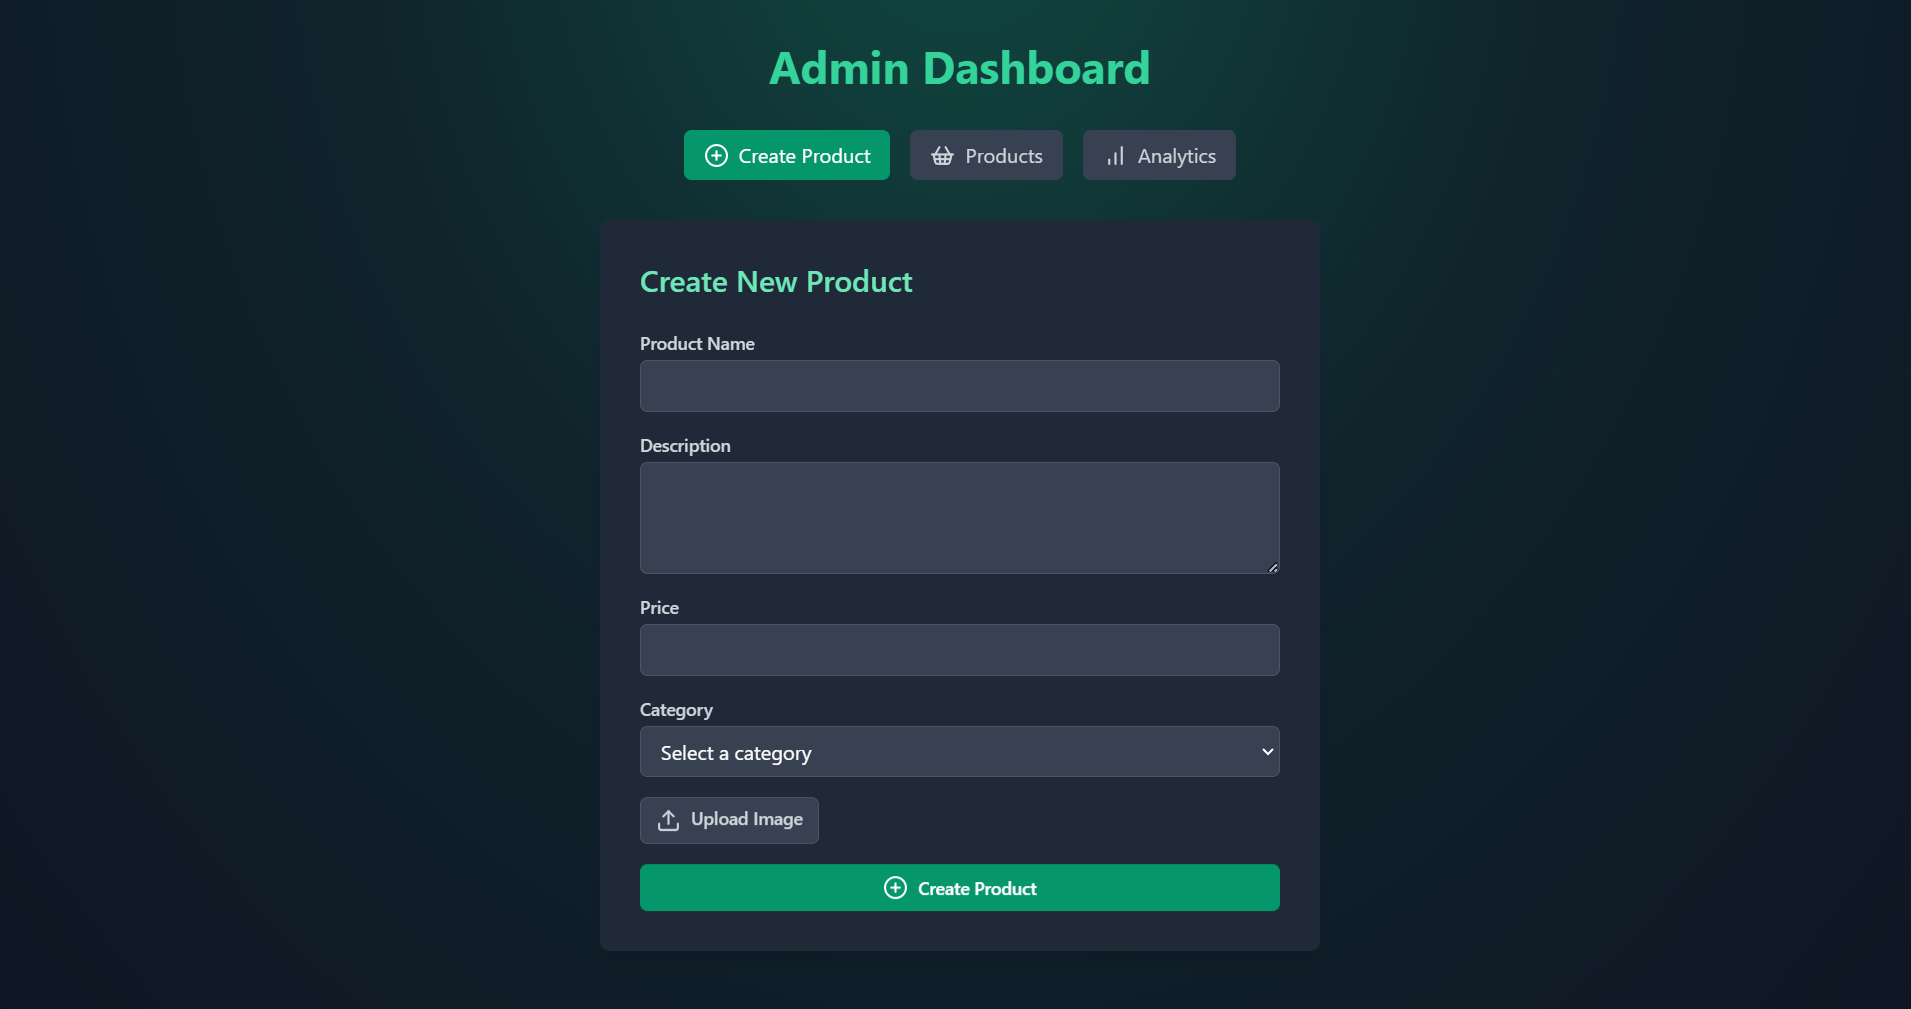 Admin Dashboard
Create Product
Products
Analytics
Create New Product
Product Name
Description
Price
Category
Select a category
Upload Image
Create Product